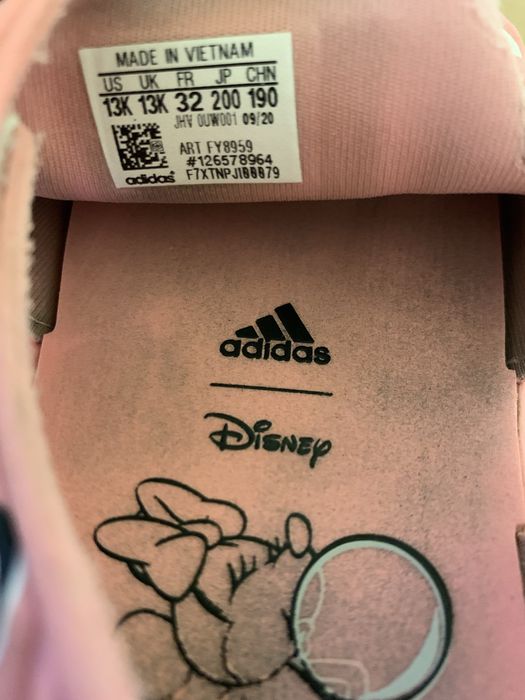 MADE IN VIETNAM
US UK FR JP CHN
13K 13K 32 200 190
JHV 0UW001 09/20
ART FY8959
#126578964
F7XTNPJ100079
adidas
adidas
Disney